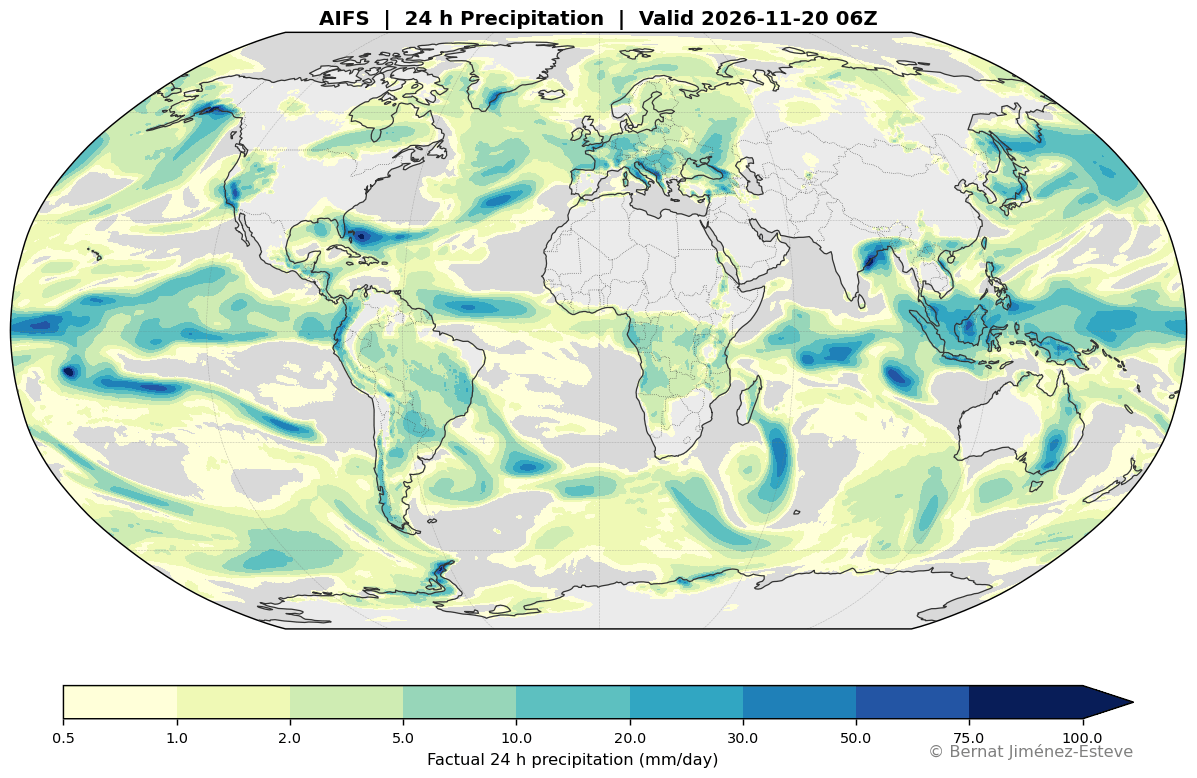 AIFS | 24 h Precipitation | Valid 2026-11-20 06Z
0.5 1.0 2.0 5.0 10.0 20.0 30.0 50.0 75.0 100.0
Factual 24 h precipitation (mm/day)
© Bernat Jiménez-Esteve